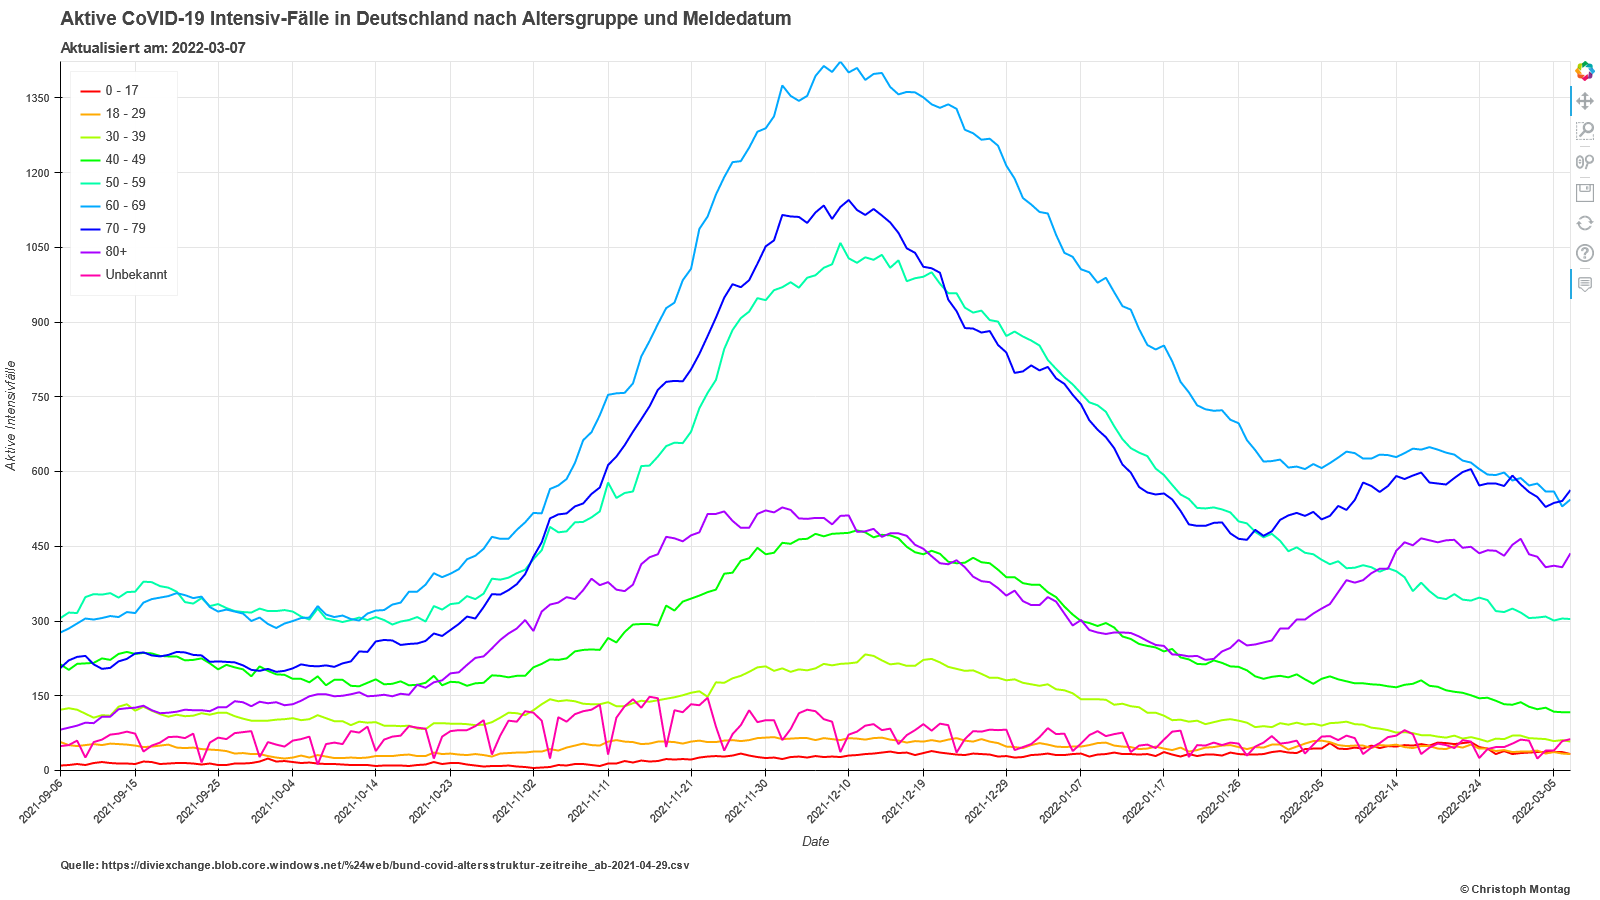 Aktive CoVID-19 Intensiv-Fälle in Deutschland nach Altersgruppe und Meldedatum
Aktualisiert am: 2022-03-07
0 - 17
18 - 29
30 - 39
40 - 49
50 - 59
60 - 69
70 - 79
80+
Unbekannt
1350
1200
1050
900
750
600
450
300
150
0
Aktive Intensivfälle
2021-09-06
2021-09-15
2021-09-25
2021-10-04
2021-10-14
2021-10-23
2021-11-02
2021-11-11
2021-11-21
2021-11-30
2021-12-10
2021-12-19
2021-12-29
2022-01-07
2022-01-17
2022-01-26
2022-02-05
2022-02-14
2022-02-24
2022-03-05
Date
Quelle: https://diviexchange.blob.core.windows.net/%24web/bund-covid-altersstruktur-zeitreihe_ab-2021-04-29.csv
© Christoph Montag